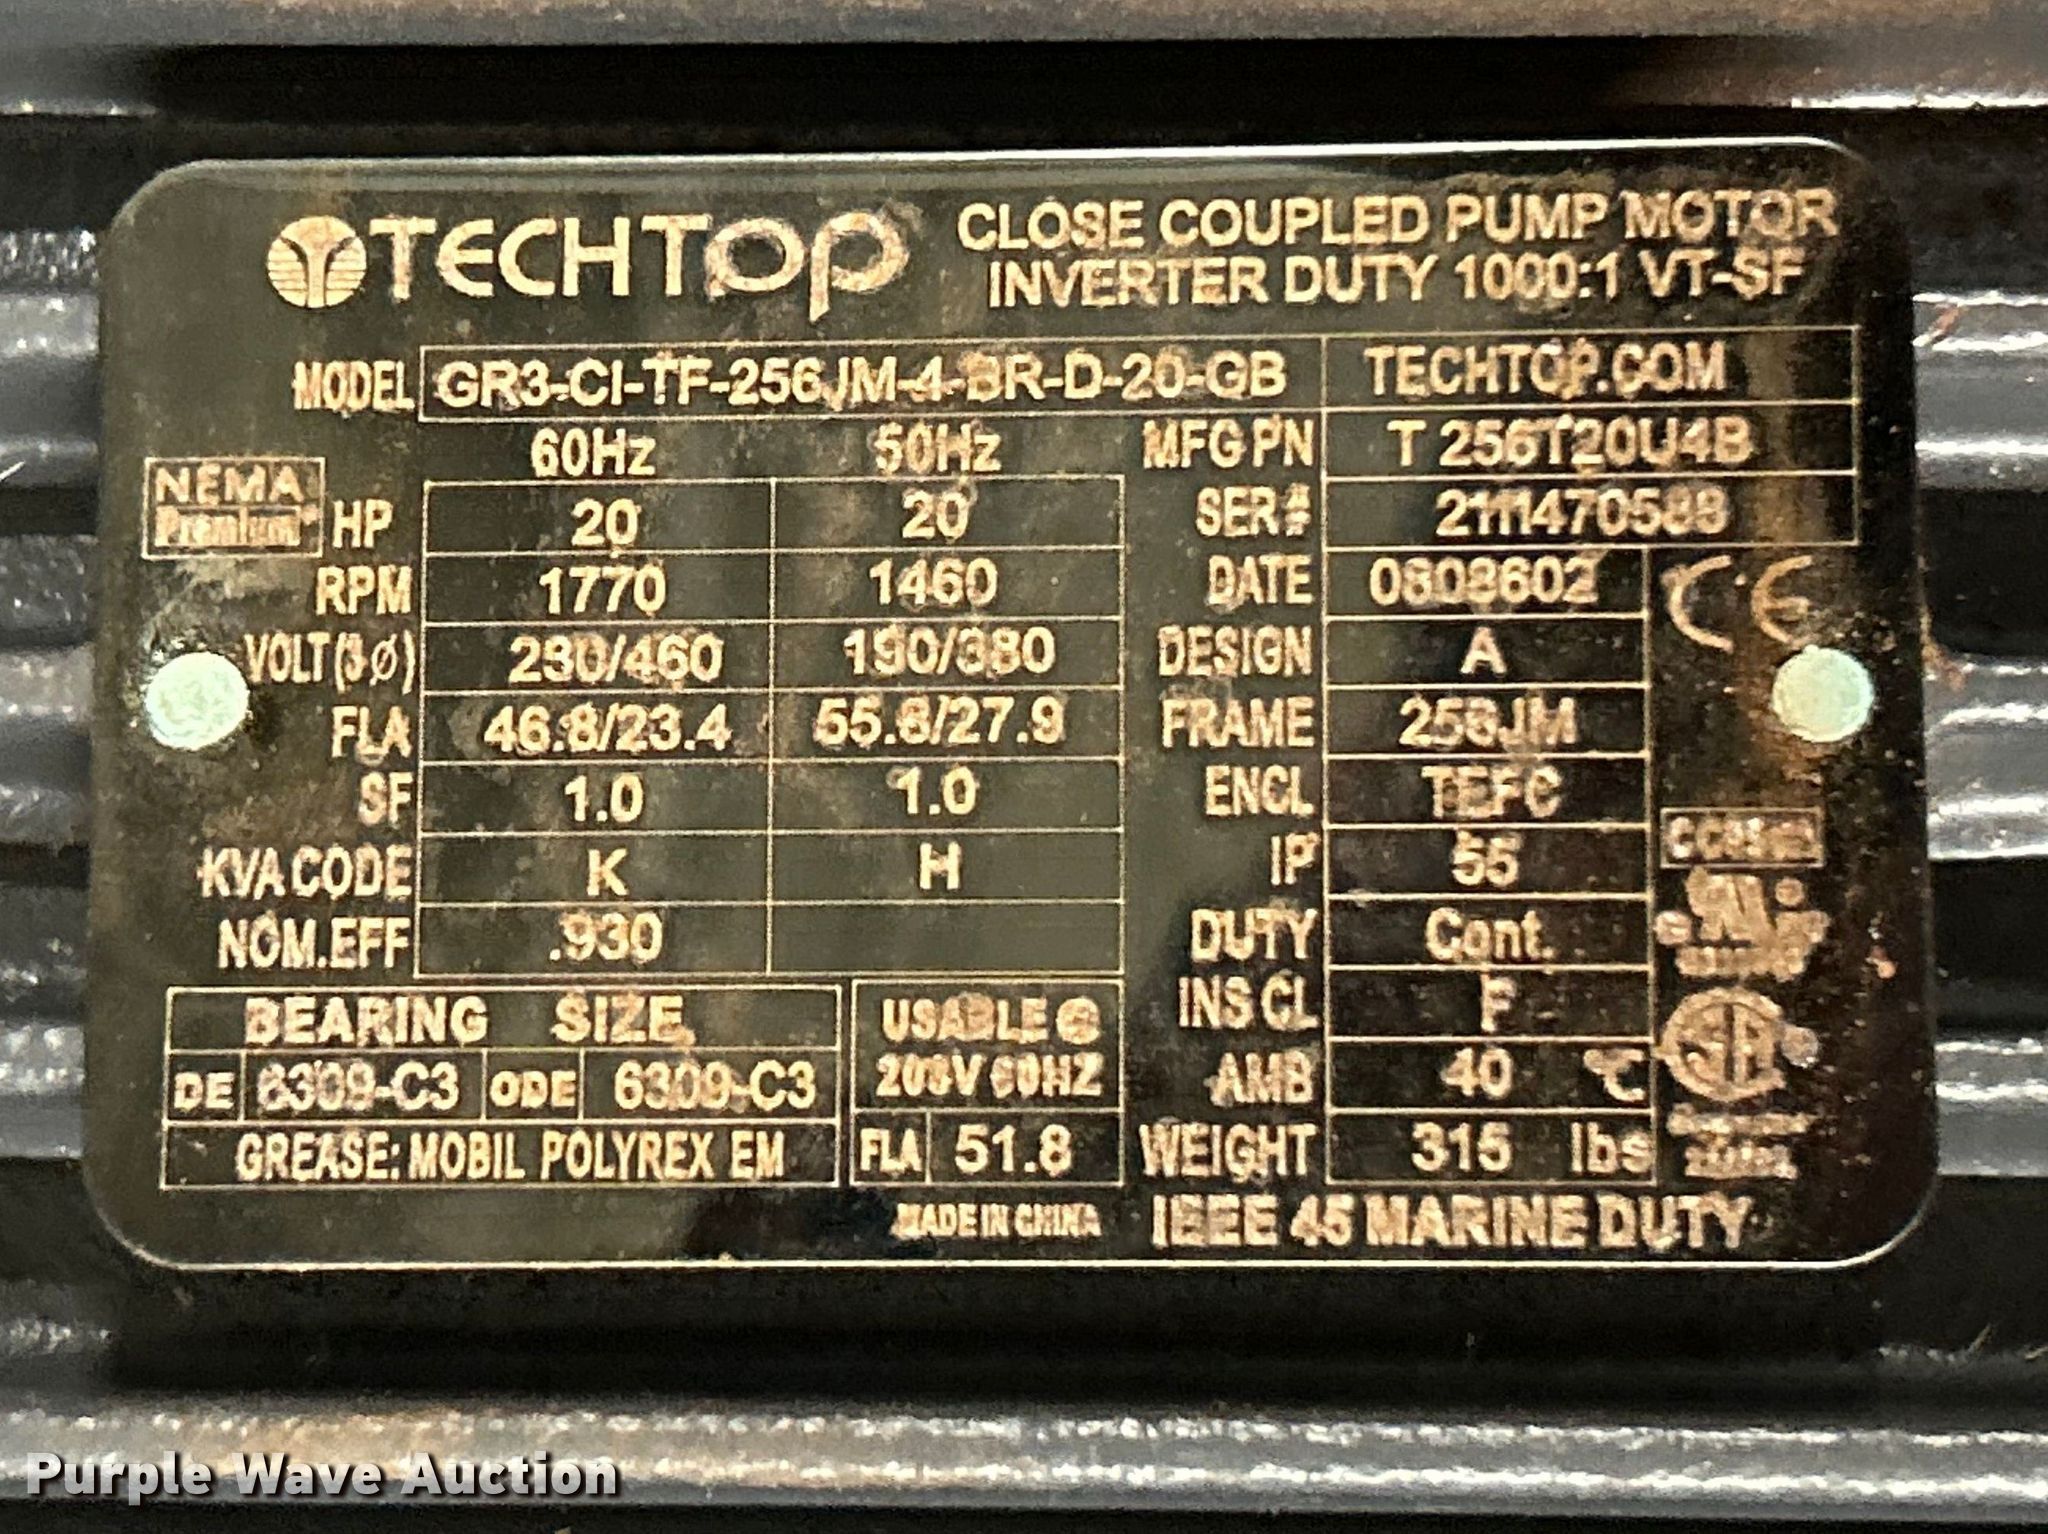 TECHTOP
CLOSE COUPLED PUMP MOTOR
INVERTER DUTY 1000:1 VT-SF
MODEL GR3-CI-TF-256JM-4-BR-D-20-GB TECHTOP.COM
60Hz 50Hz MFG PN T 256T20U4B
NEMA
Premium
HP 20 20 SER# 2111470588
RPM 1770 1460 DATE 0608602
VOLT(3Ø) 230/460 190/380 DESIGN A
CE
FLA 46.8/23.4 55.8/27.9 FRAME 256JM
SF 1.0 1.0 ENCL TEFC
KVA CODE K H IP 55
NOM.EFF .930 DUTY Cont.
BEARING SIZE USABLE @ INS CL F
DE 6309-C3 ODE 6309-C3 208V 60HZ AMB 40 °C
GREASE: MOBIL POLYREX EM FLA 51.8 WEIGHT 315 lbs
MADE IN CHINA IEEE 45 MARINE DUTY
Purple Wave Auction